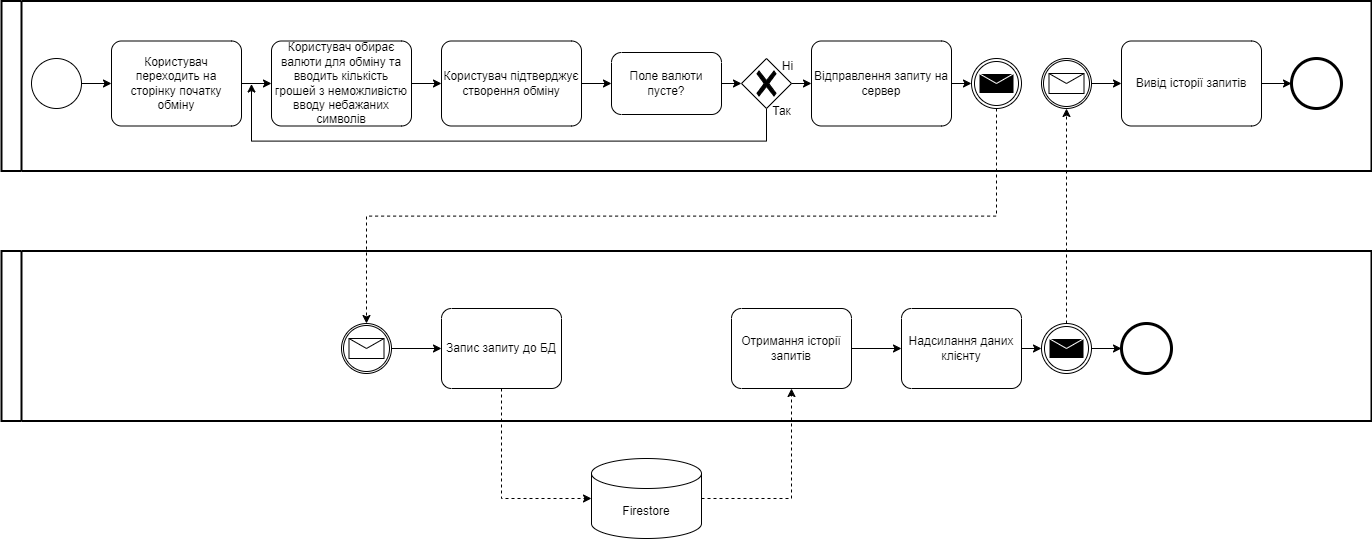 Користувач
переходить на
сторінку початку
обміну
Користувач обирає
валюти для обміну та
вводить кількість
грошей з неможливістю
вводу небажаних
символів
Користувач підтверджує
створення обміну
Поле валюти
пусте?
Ні
Так
Відправлення запиту на
сервер
Вивід історії запитів
Запис запиту до БД
Отримання історії
запитів
Надсилання даних
клієнту
Firestore